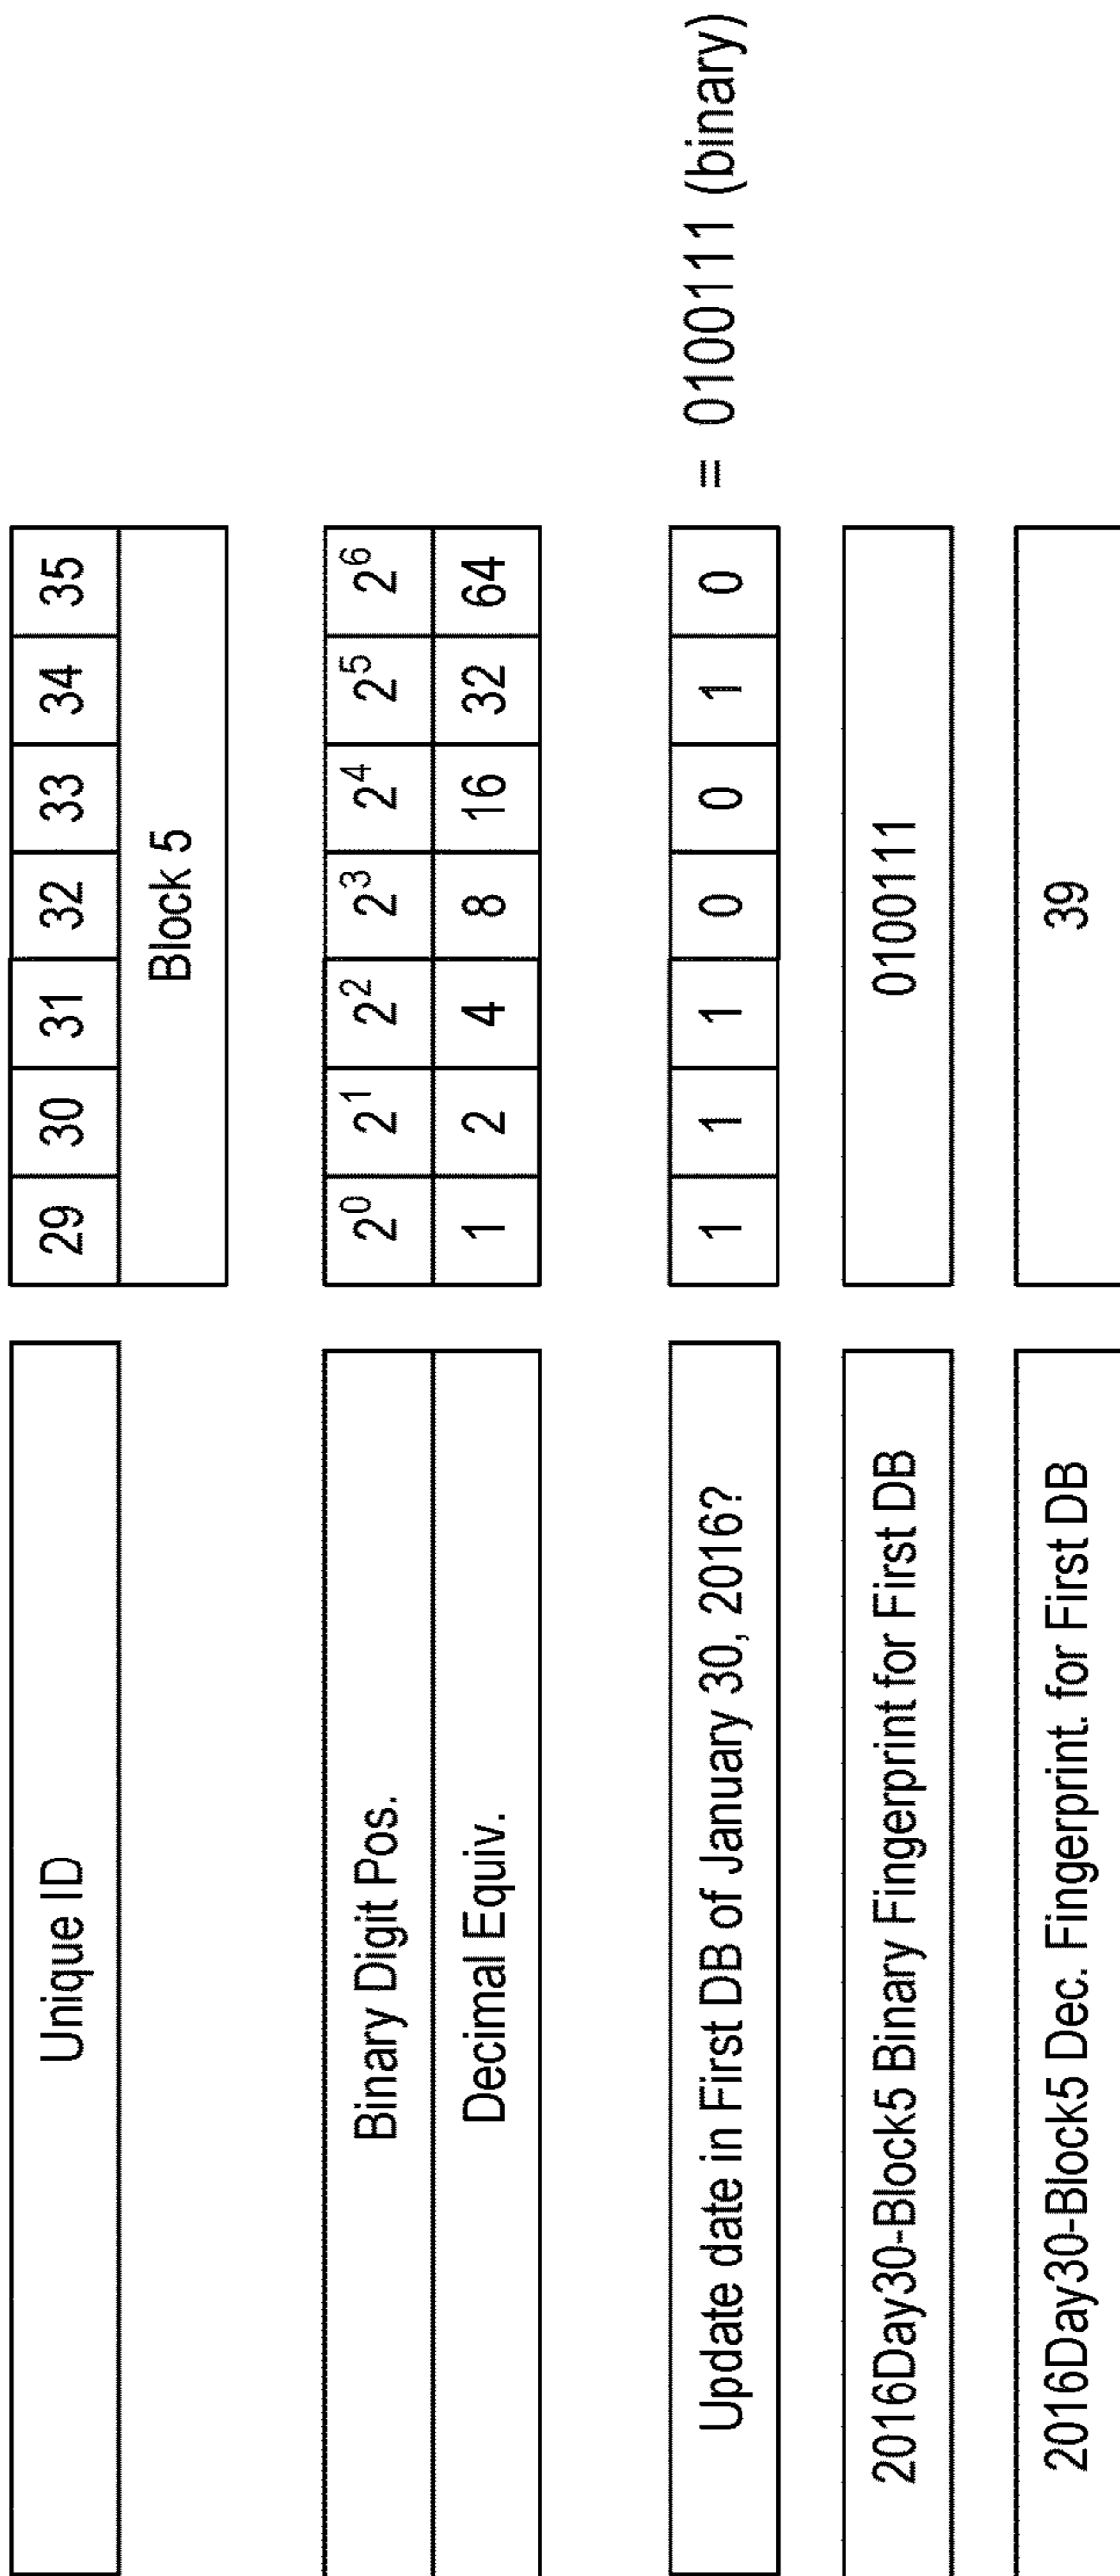 Unique ID 29 30 31 32 33 34 35
Block 5
Binary Digit Pos. 2⁰ 2¹ 2² 2³ 2⁴ 2⁵ 2⁶
Decimal Equiv. 1 2 4 8 16 32 64
Update date in First DB of January 30, 2016? 1 1 1 0 0 1 0 = 0100111 (binary)
2016Day30-Block5 Binary Fingerprint for First DB 0100111
2016Day30-Block5 Dec. Fingerprint. for First DB 39